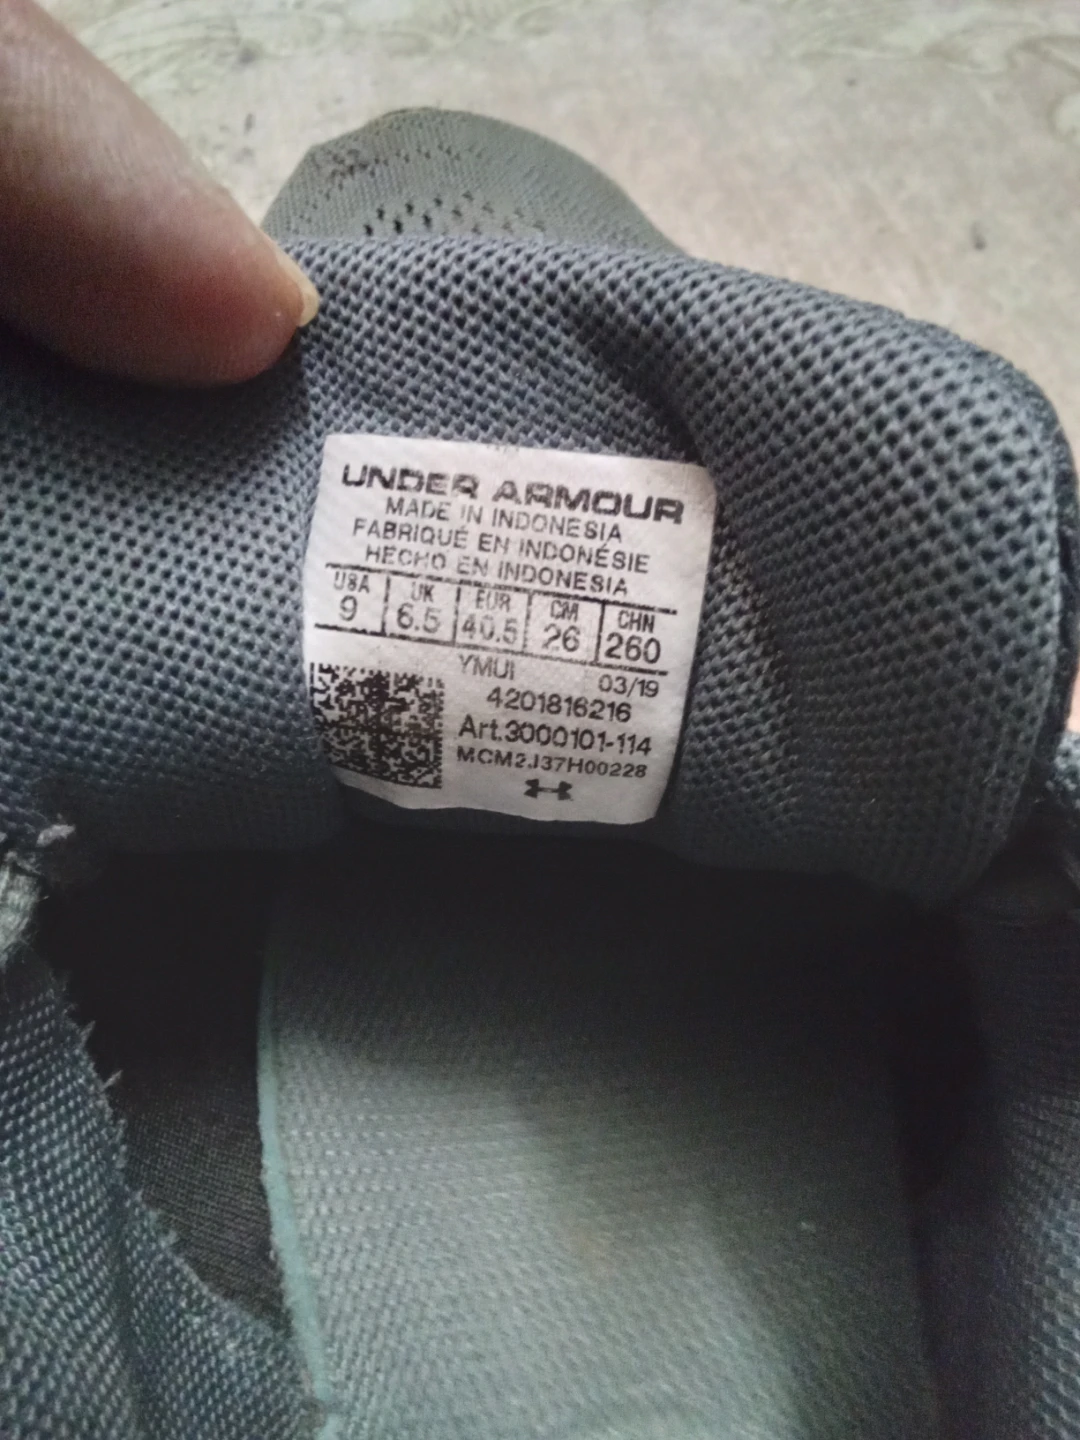 UNDER ARMOUR
MADE IN INDONESIA
FABRIQUÉ EN INDONÉSIE
HECHO EN INDONESIA
USA UK EUR CM CHN
9 6.5 40.5 26 260
YMUI 03/19
4201816216
Art.3000101-114
MCM2J37H00228